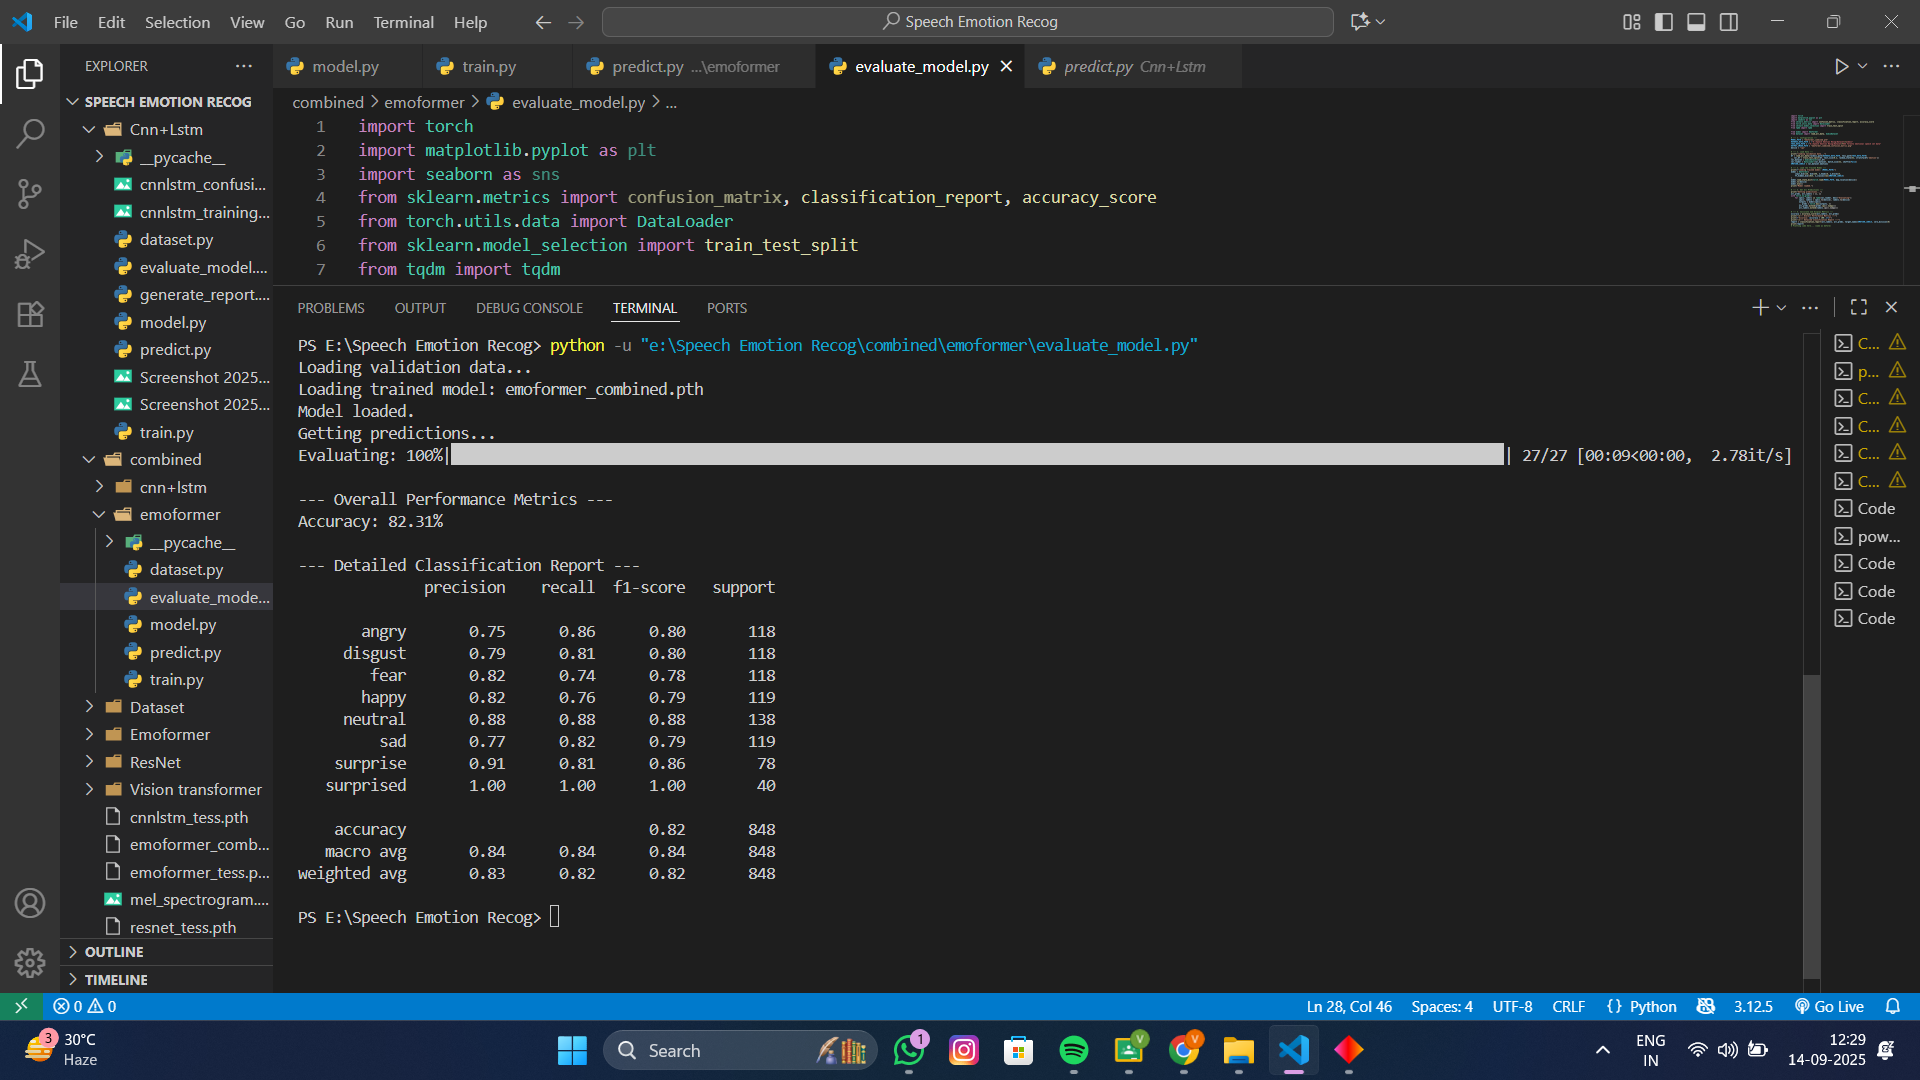 File Edit Selection View Go Run Terminal Help
Speech Emotion Recog
EXPLORER
SPEECH EMOTION RECOG
Cnn+Lstm
__pycache__
cnnlstm_confusi...
cnnlstm_training...
dataset.py
evaluate_model....
generate_report....
model.py
predict.py
Screenshot 2025...
Screenshot 2025...
train.py
combined
cnn+lstm
emoformer
__pycache__
dataset.py
evaluate_mode...
model.py
predict.py
train.py
Dataset
Emoformer
ResNet
Vision transformer
cnnlstm_tess.pth
emoformer_comb...
emoformer_tess.p...
mel_spectrogram....
resnet_tess.pth
OUTLINE
TIMELINE
model.py train.py predict.py ...\emoformer evaluate_model.py predict.py Cnn+Lstm
combined > emoformer > evaluate_model.py > ...
1 import torch
2 import matplotlib.pyplot as plt
3 import seaborn as sns
4 from sklearn.metrics import confusion_matrix, classification_report, accuracy_score
5 from torch.utils.data import DataLoader
6 from sklearn.model_selection import train_test_split
7 from tqdm import tqdm
PROBLEMS OUTPUT DEBUG CONSOLE TERMINAL PORTS
PS E:\Speech Emotion Recog> python -u "e:\Speech Emotion Recog\combined\emoformer\evaluate_model.py"
Loading validation data...
Loading trained model: emoformer_combined.pth
Model loaded.
Getting predictions...
Evaluating: 100%| | 27/27 [00:09<00:00, 2.78it/s]
--- Overall Performance Metrics ---
Accuracy: 82.31%
--- Detailed Classification Report ---
precision recall f1-score support
angry 0.75 0.86 0.80 118
disgust 0.79 0.81 0.80 118
fear 0.82 0.74 0.78 118
happy 0.82 0.76 0.79 119
neutral 0.88 0.88 0.88 138
sad 0.77 0.82 0.79 119
surprise 0.91 0.81 0.86 78
surprised 1.00 1.00 1.00 40
accuracy 0.82 848
macro avg 0.84 0.84 0.84 848
weighted avg 0.83 0.82 0.82 848
PS E:\Speech Emotion Recog>
C...
p...
C...
C...
C...
C...
Code
pow...
Code
Code
Code
0 0
Ln 28, Col 46 Spaces: 4 UTF-8 CRLF {} Python 3.12.5 Go Live
3
30°C
Haze
Search
1
V
V
ENG
IN
12:29
14-09-2025